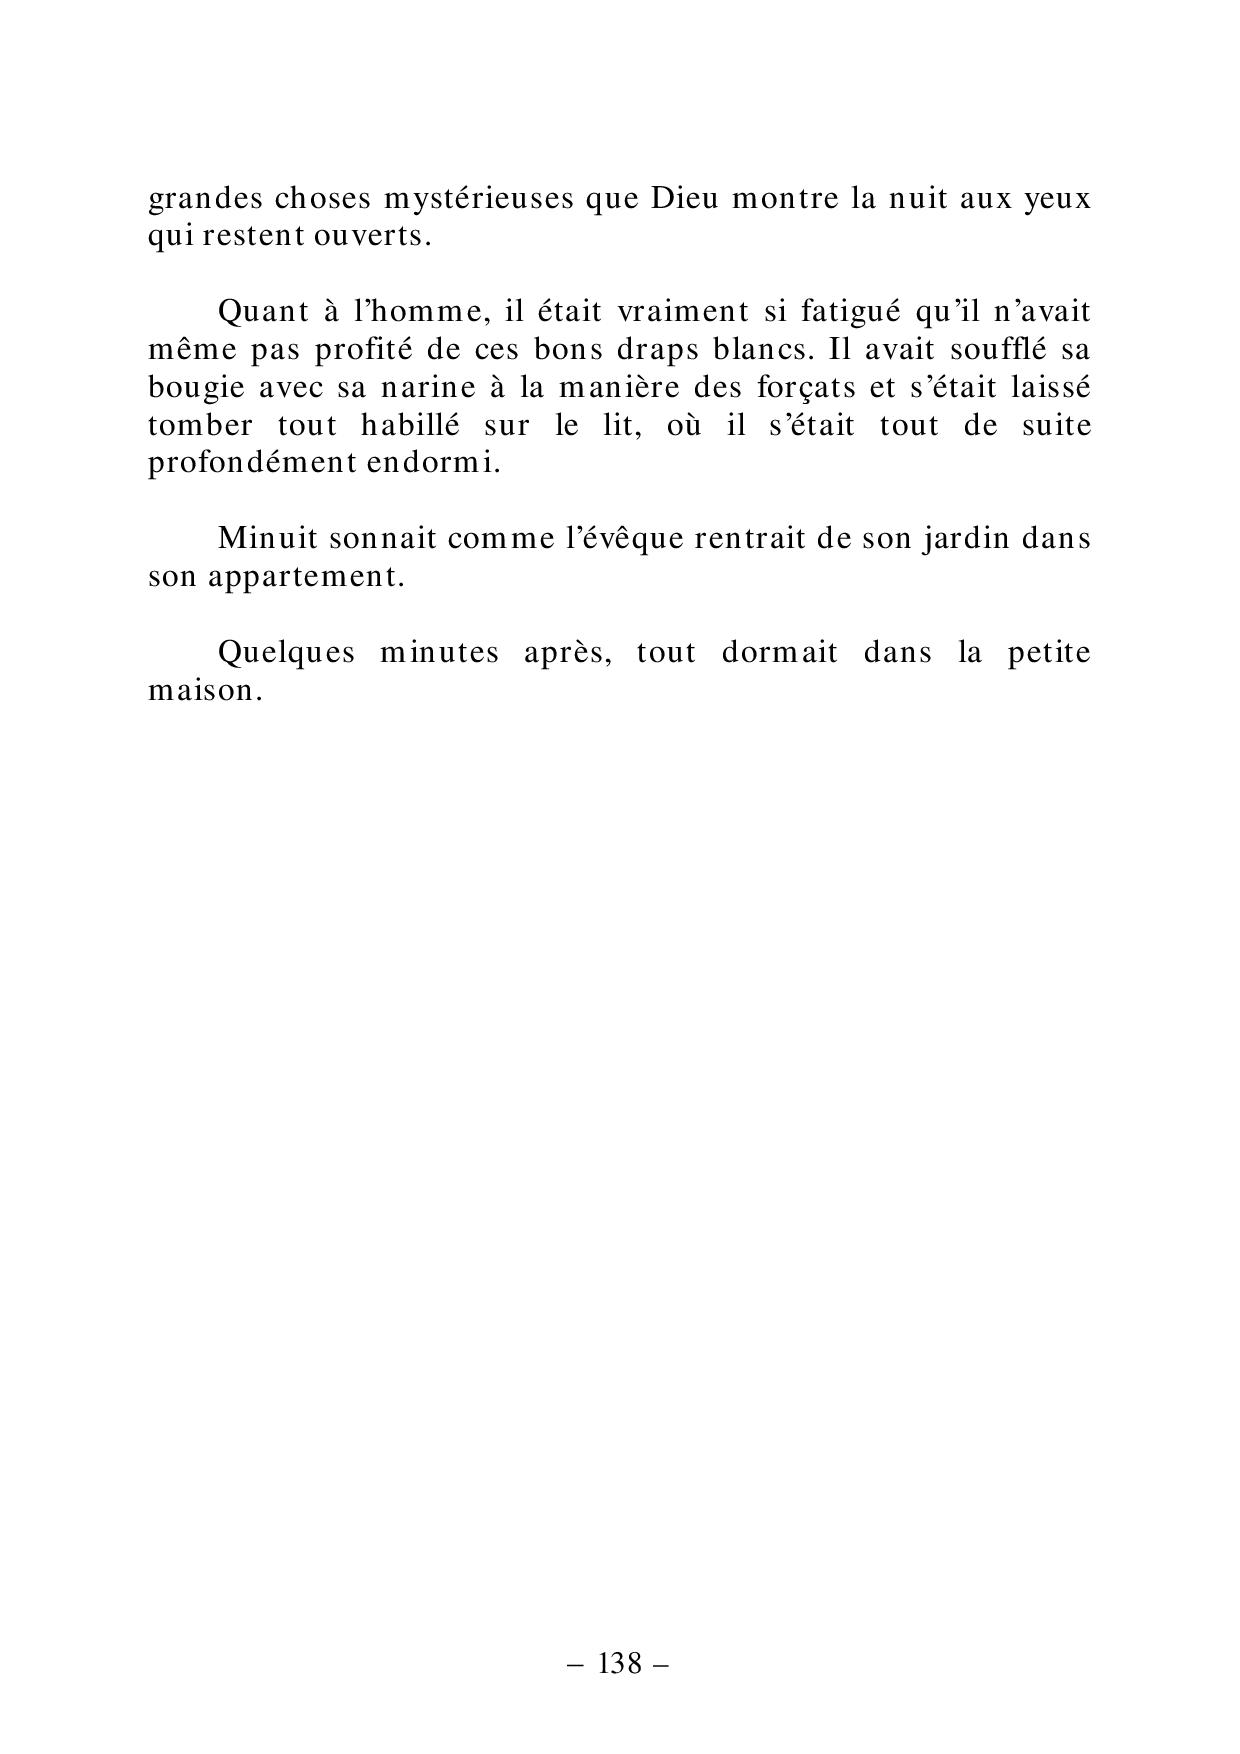 grandes choses mystérieuses que Dieu montre la nuit aux yeux
qui restent ouverts.
Quant à l’homme, il était vraiment si fatigué qu’il n’avait
même pas profité de ces bons draps blancs. Il avait soufflé sa
bougie avec sa narine à la manière des forçats et s’était laissé
tomber tout habillé sur le lit, où il s’était tout de suite
profondément endormi.
Minuit sonnait comme l’évêque rentrait de son jardin dans
son appartement.
Quelques minutes après, tout dormait dans la petite
maison.
– 138 –